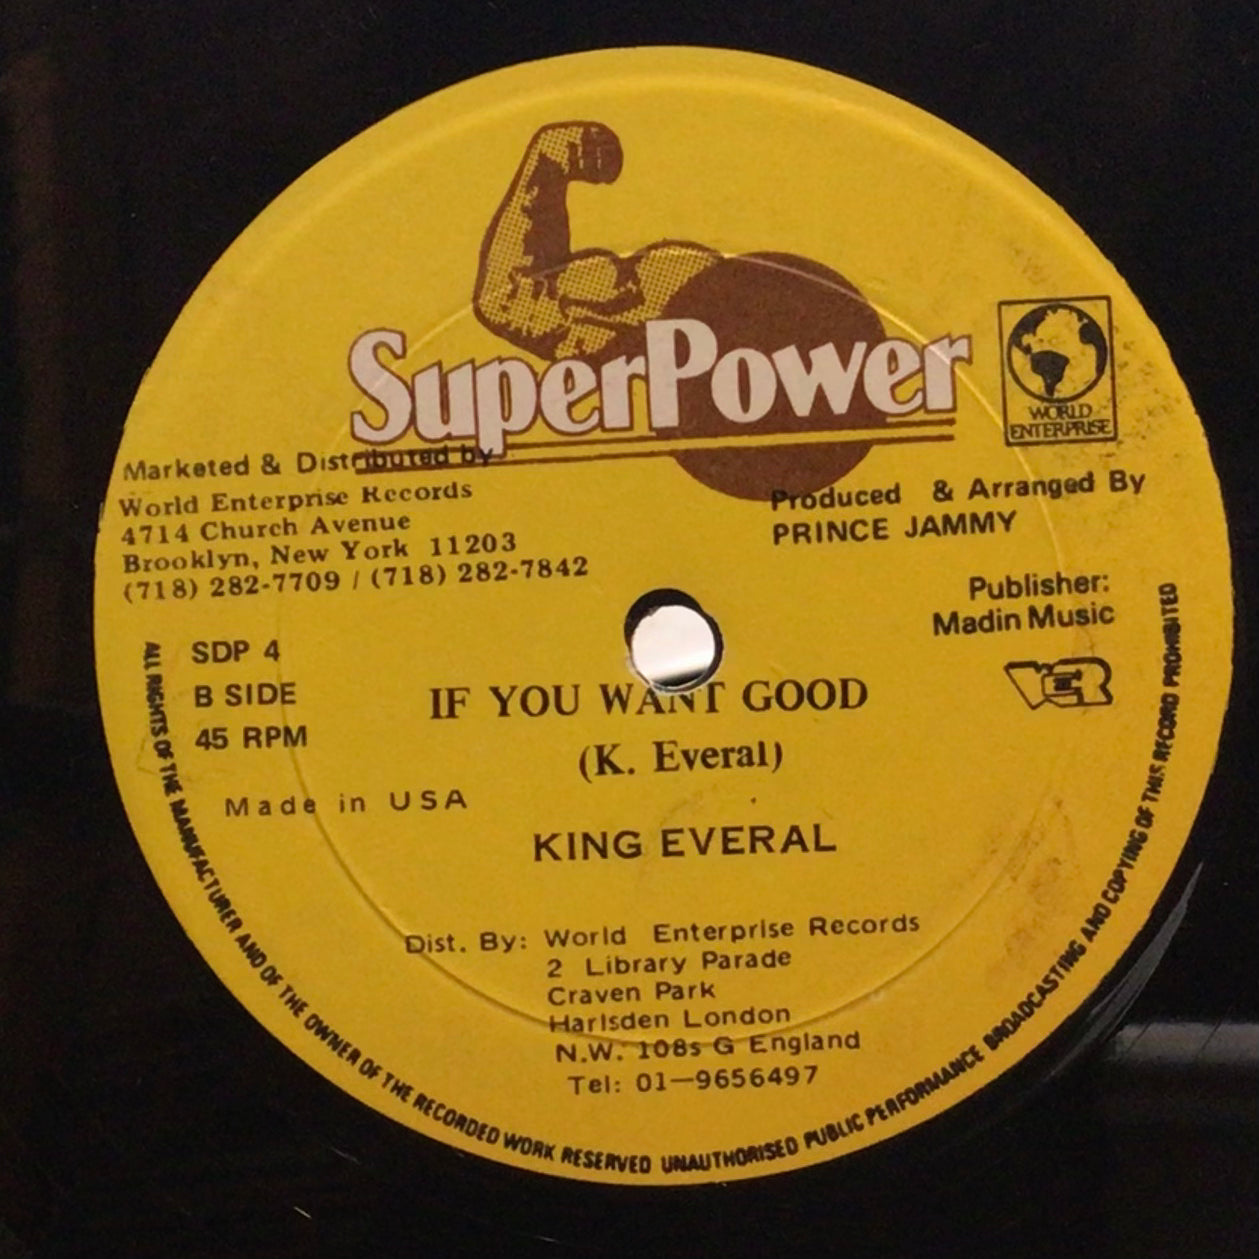 SuperPower
WORLD
ENTERPRISE
Marketed & Distributed by
World Enterprise Records
4714 Church Avenue
Brooklyn, New York 11203
(718) 282-7709 / (718) 282-7842
Produced & Arranged By
PRINCE JAMMY
Publisher:
Madin Music
SDP 4
B SIDE
45 RPM
Made in USA
IF YOU WANT GOOD
(K. Everal)
KING EVERAL
Dist. By: World Enterprise Records
2 Library Parade
Craven Park
Harlsden London
N.W. 108s G England
Tel: 01-9656497
ALL RIGHTS OF THE MANUFACTURER AND OF THE OWNER OF THE RECORDED WORK RESERVED UNAUTHORISED PUBLIC PERFORMANCE BROADCASTING AND COPYING OF THIS RECORD PROHIBITED